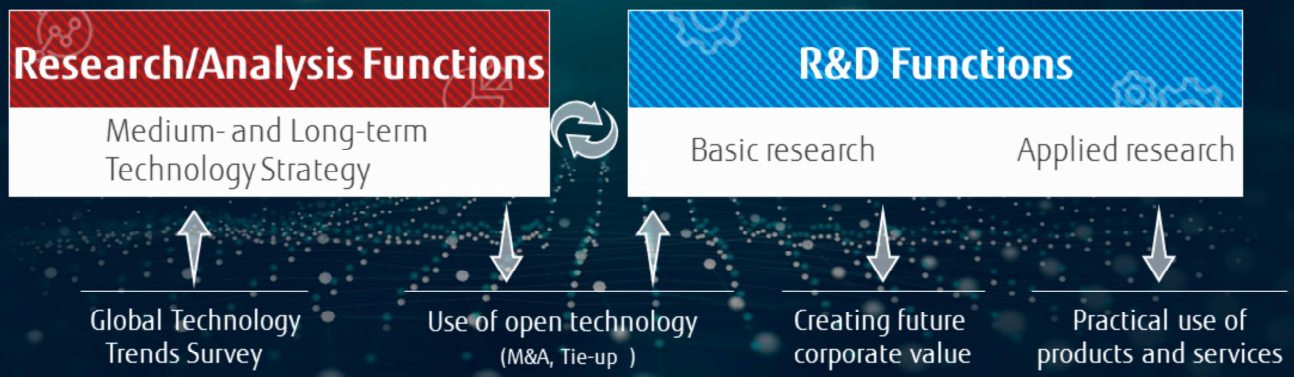 Research/Analysis Functions
Medium- and Long-term
Technology Strategy
R&D Functions
Basic research
Applied research
Global Technology
Trends Survey
Use of open technology
(M&A, Tie-up )
Creating future
corporate value
Practical use of
products and services